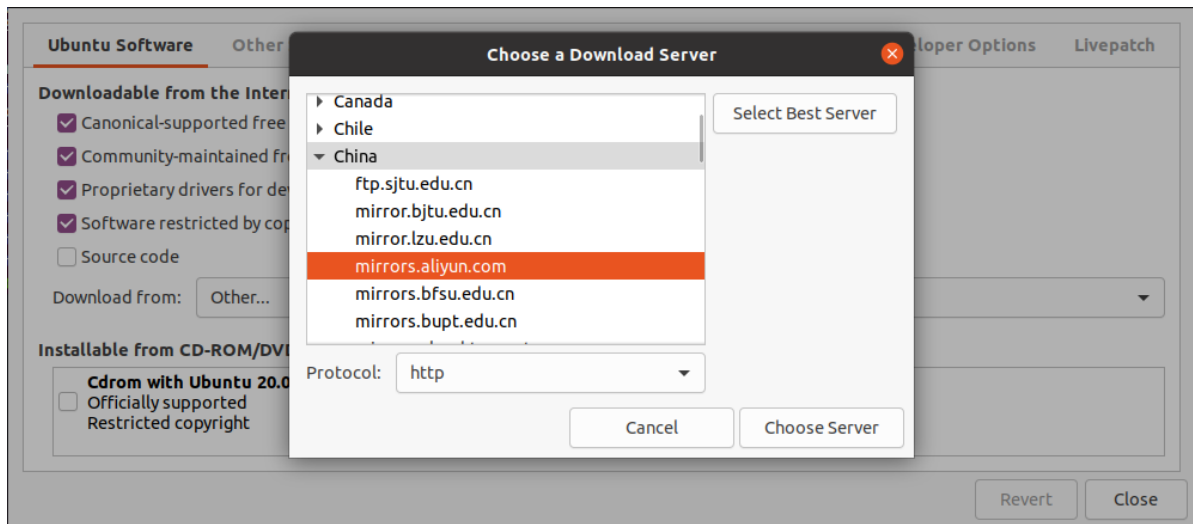 Ubuntu Software Other loper Options Livepatch
Choose a Download Server
Downloadable from the Inter
Canonical-supported free
Community-maintained fr
Proprietary drivers for de
Software restricted by cop
Source code
Download from: Other...
Installable from CD-ROM/DVD
Cdrom with Ubuntu 20.0
Officially supported
Restricted copyright
Canada
Chile
China
ftp.sjtu.edu.cn
mirror.bjtu.edu.cn
mirror.lzu.edu.cn
mirrors.aliyun.com
mirrors.bfsu.edu.cn
mirrors.bupt.edu.cn
Select Best Server
Protocol: http
Cancel Choose Server
Revert Close